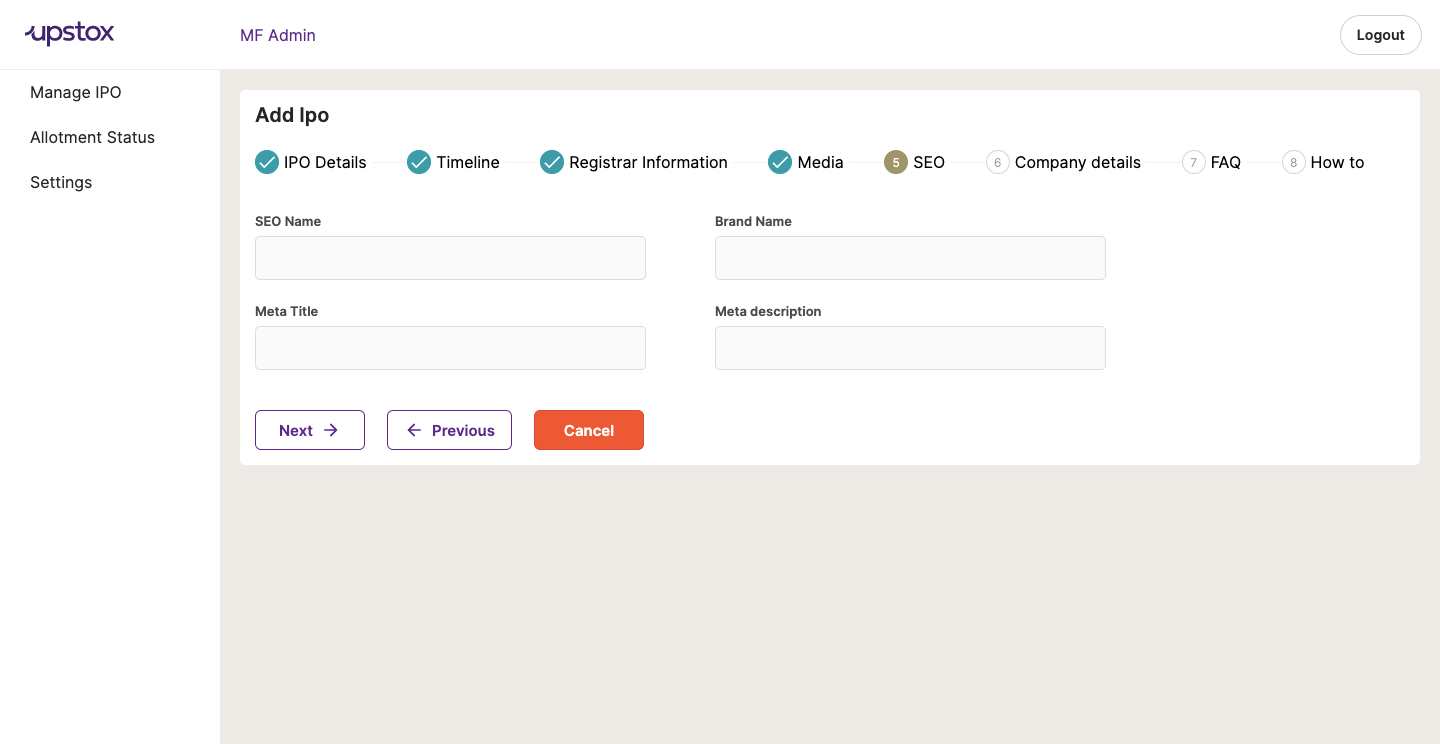 upstox
MF Admin
Logout
Manage IPO
Allotment Status
Settings
Add Ipo
IPO Details
Timeline
Registrar Information
Media
5 SEO
6 Company details
7 FAQ
8 How to
SEO Name
Brand Name
Meta Title
Meta description
Next
Previous
Cancel